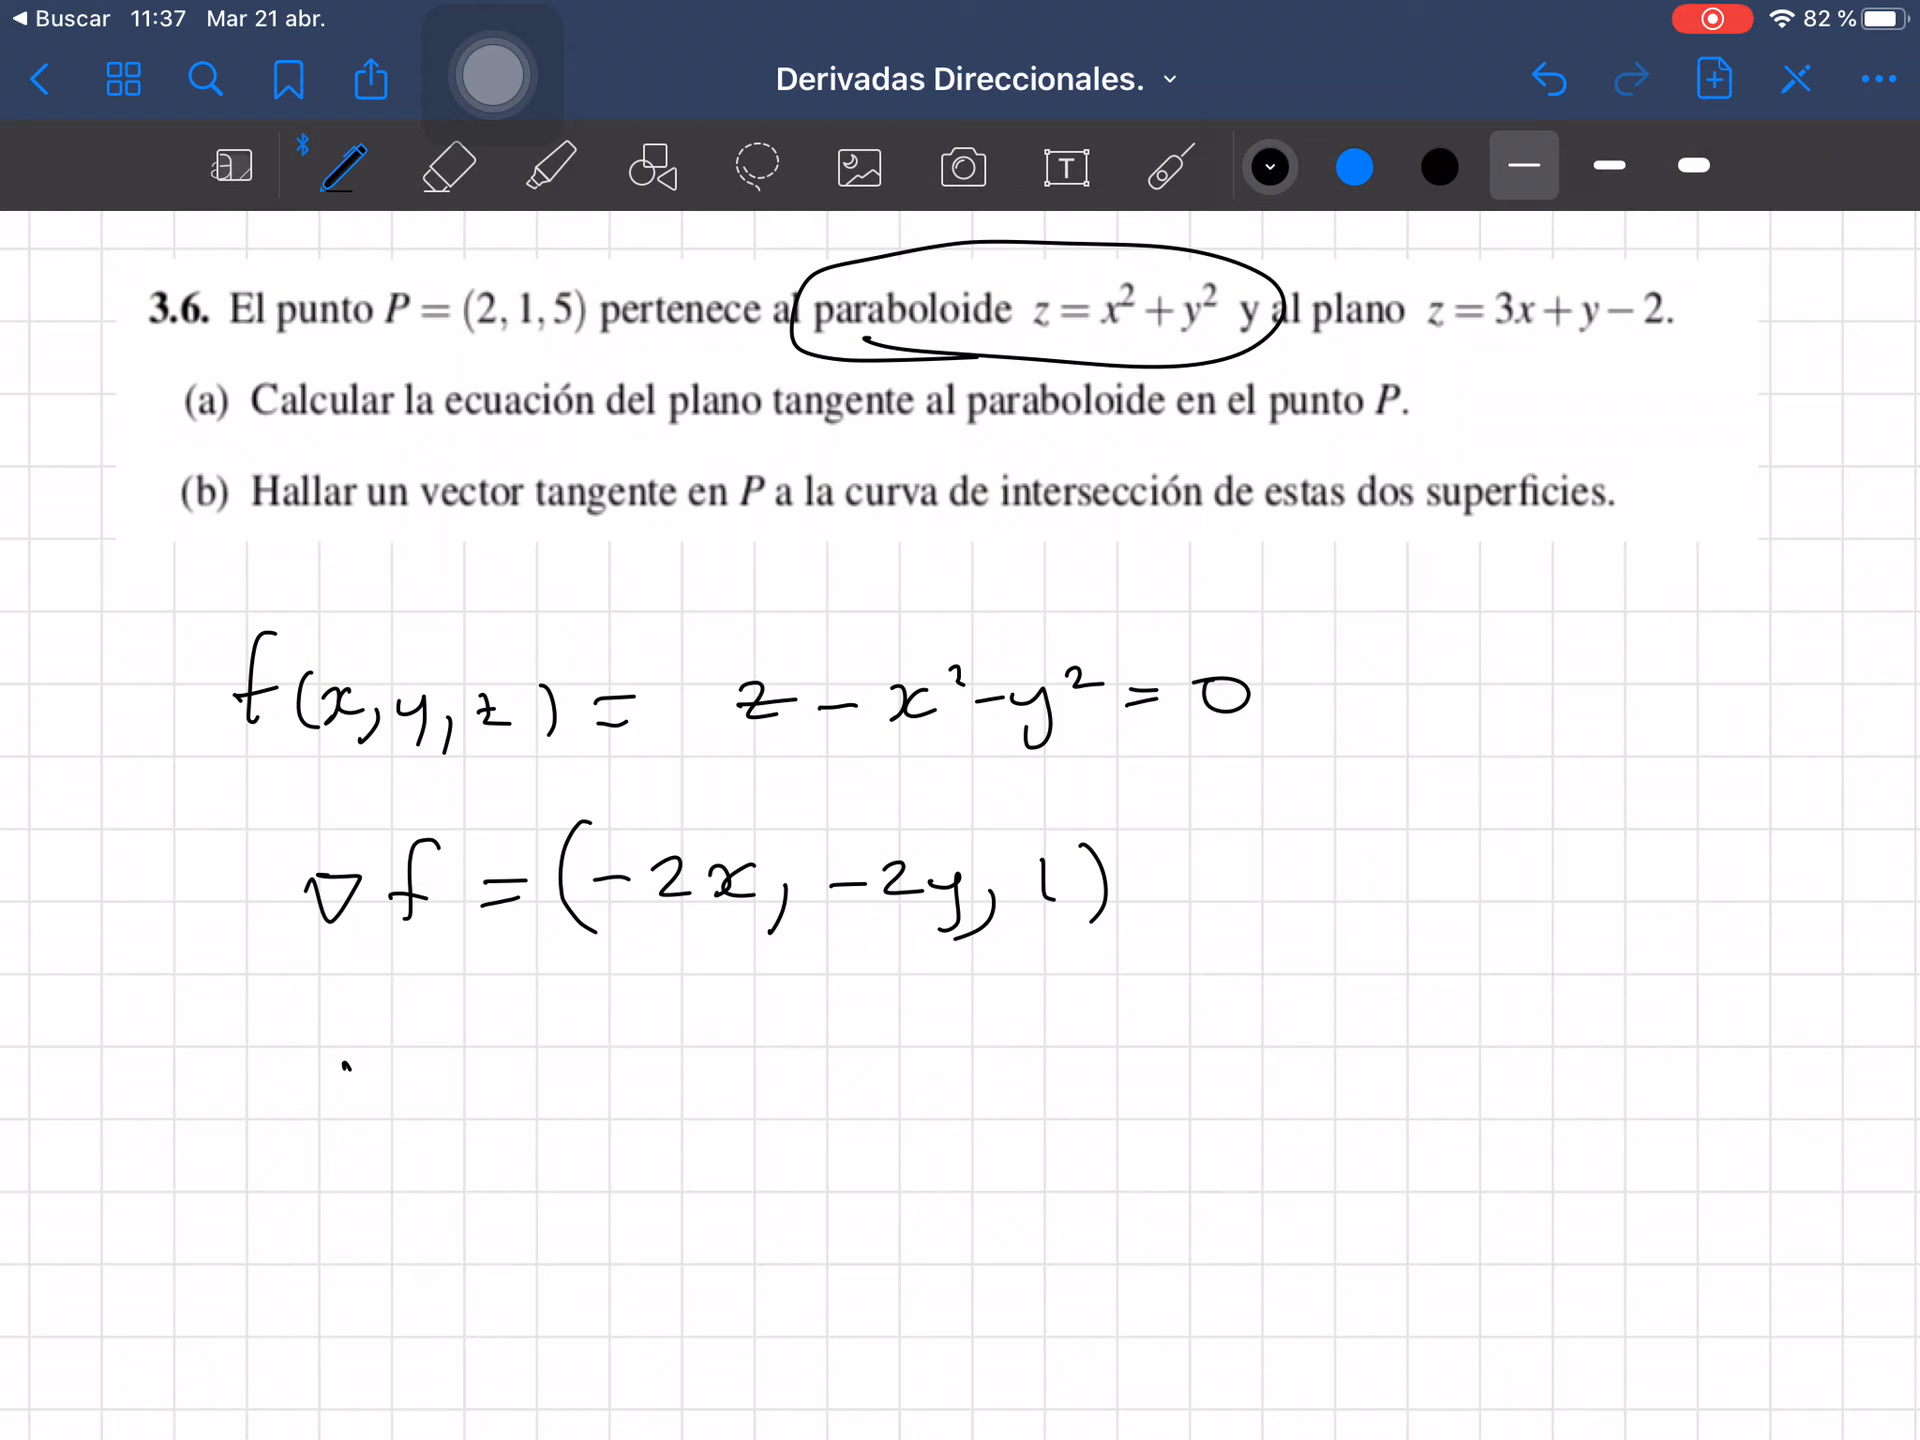 Buscar 11:37 Mar 21 abr. 82 %
Derivadas Direccionales.
T
3.6. El punto P = (2, 1, 5) pertenece al paraboloide z = x² + y² y al plano z = 3x + y − 2.
(a) Calcular la ecuación del plano tangente al paraboloide en el punto P.
(b) Hallar un vector tangente en P a la curva de intersección de estas dos superficies.
f(x, y, z) = z − x² − y² = 0
∇f = (−2x, −2y, 1)